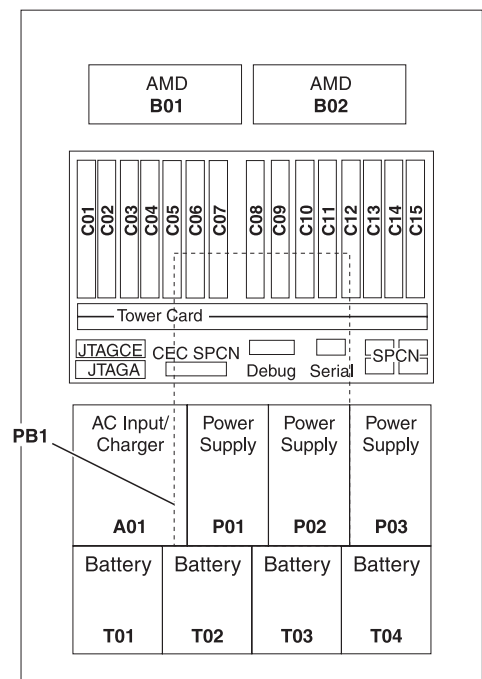 AMD
B01
AMD
B02
C01 C02 C03 C04 C05 C06 C07 C08 C09 C10 C11 C12 C13 C14 C15
Tower Card
JTAGCE
JTAGA
CEC SPCN
Debug
Serial
SPCN
PB1
AC Input/
Charger
A01
Power
Supply
P01
Power
Supply
P02
Power
Supply
P03
Battery
T01
Battery
T02
Battery
T03
Battery
T04